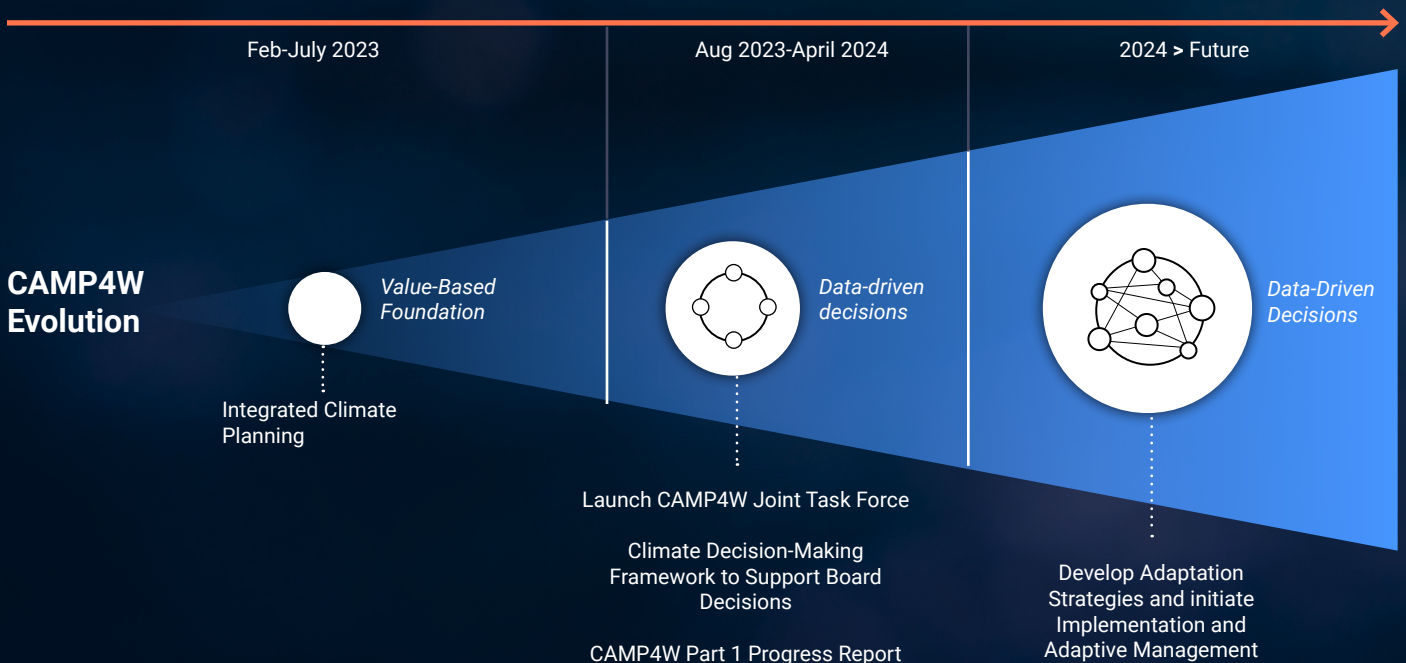 Feb-July 2023
Aug 2023-April 2024
2024 > Future
CAMP4W
Evolution
Value-Based
Foundation
Integrated Climate
Planning
Data-driven
decisions
Launch CAMP4W Joint Task Force
Climate Decision-Making
Framework to Support Board
Decisions
CAMP4W Part 1 Progress Report
Data-Driven
Decisions
Develop Adaptation
Strategies and initiate
Implementation and
Adaptive Management